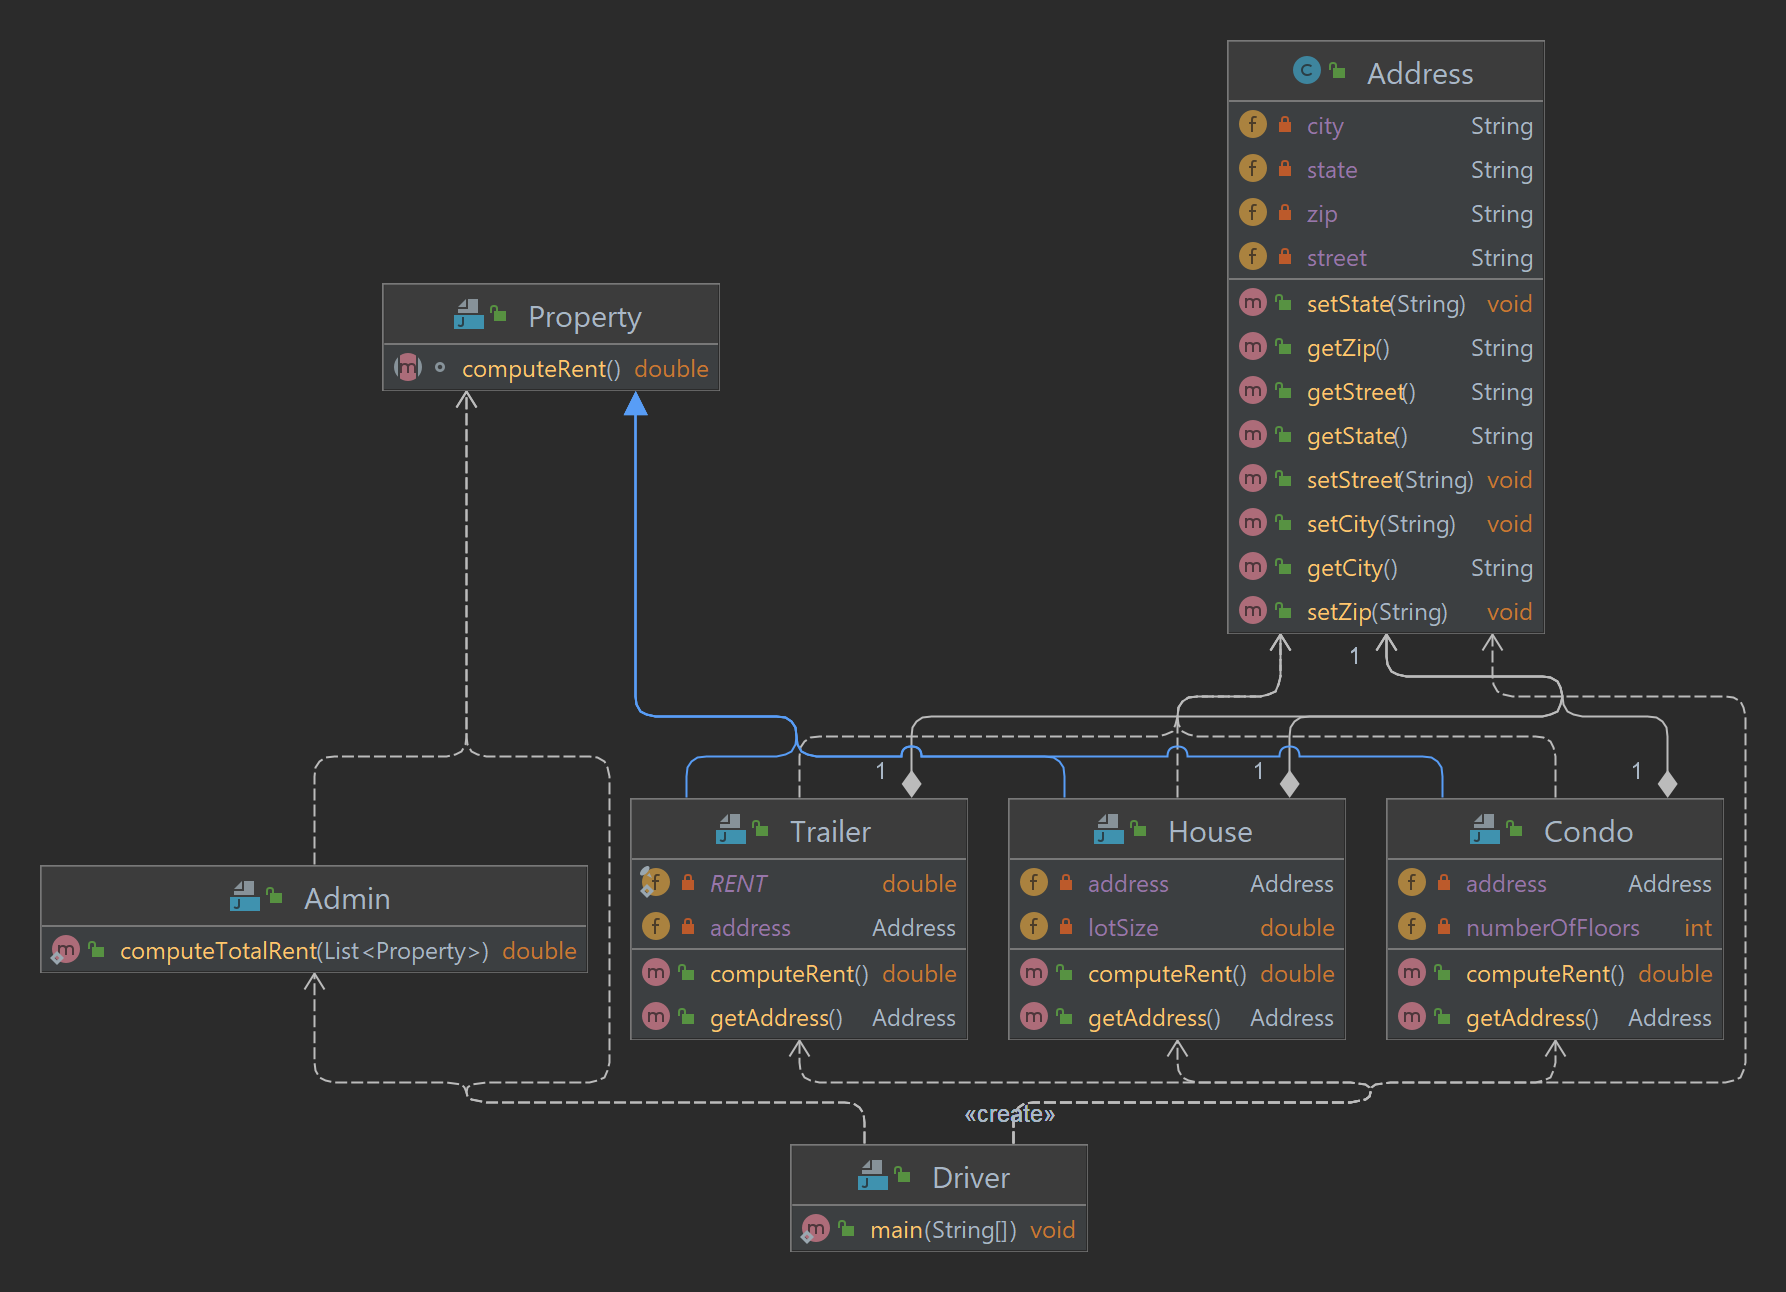 Address
city String
state String
zip String
street String
setState(String) void
getZip() String
getStreet() String
getState() String
setStreet(String) void
setCity(String) void
getCity() String
setZip(String) void
Property
computeRent() double
1
1
1
1
Trailer
RENT double
address Address
computeRent() double
getAddress() Address
House
address Address
lotSize double
computeRent() double
getAddress() Address
Condo
address Address
numberOfFloors int
computeRent() double
getAddress() Address
Admin
computeTotalRent(List<Property>) double
«create»
Driver
main(String[]) void